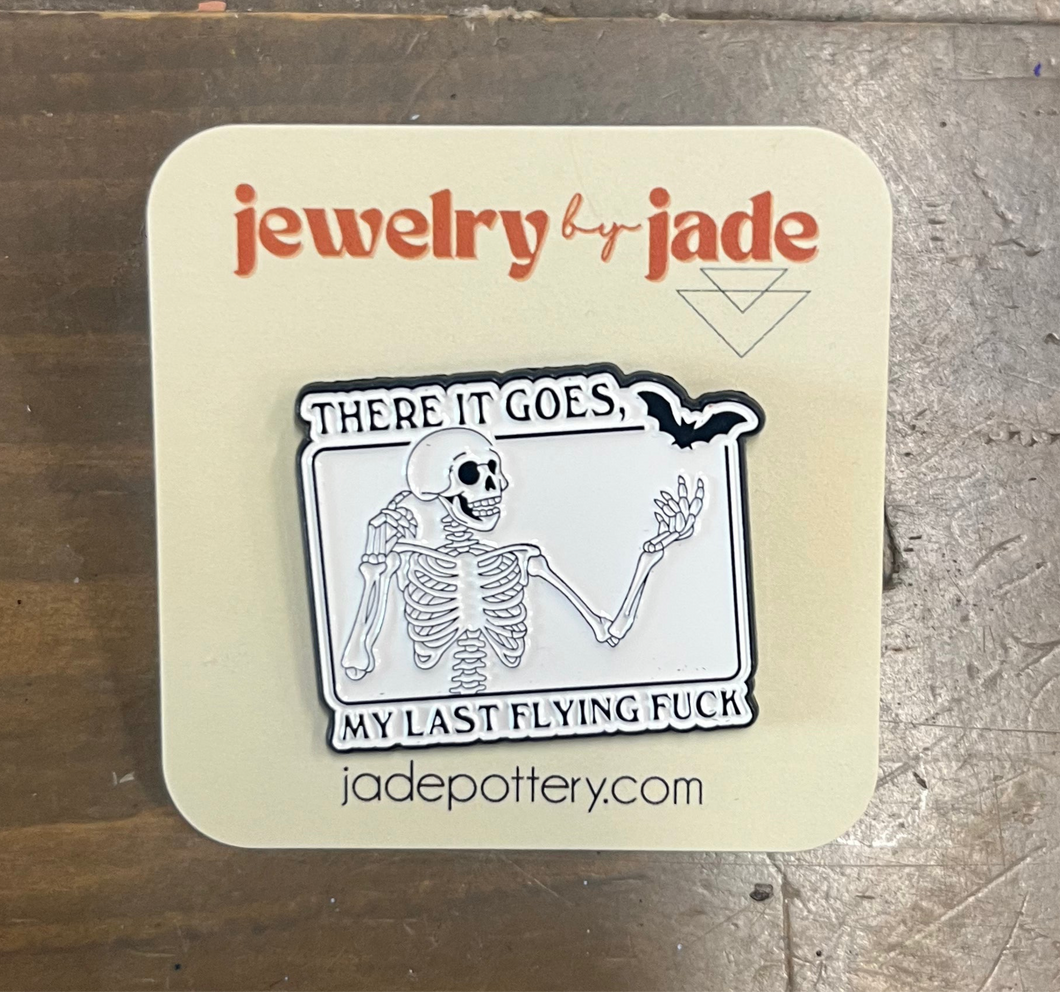 jewelry by jade
THERE IT GOES,
MY LAST FLYING FUCK
jadepottery.com